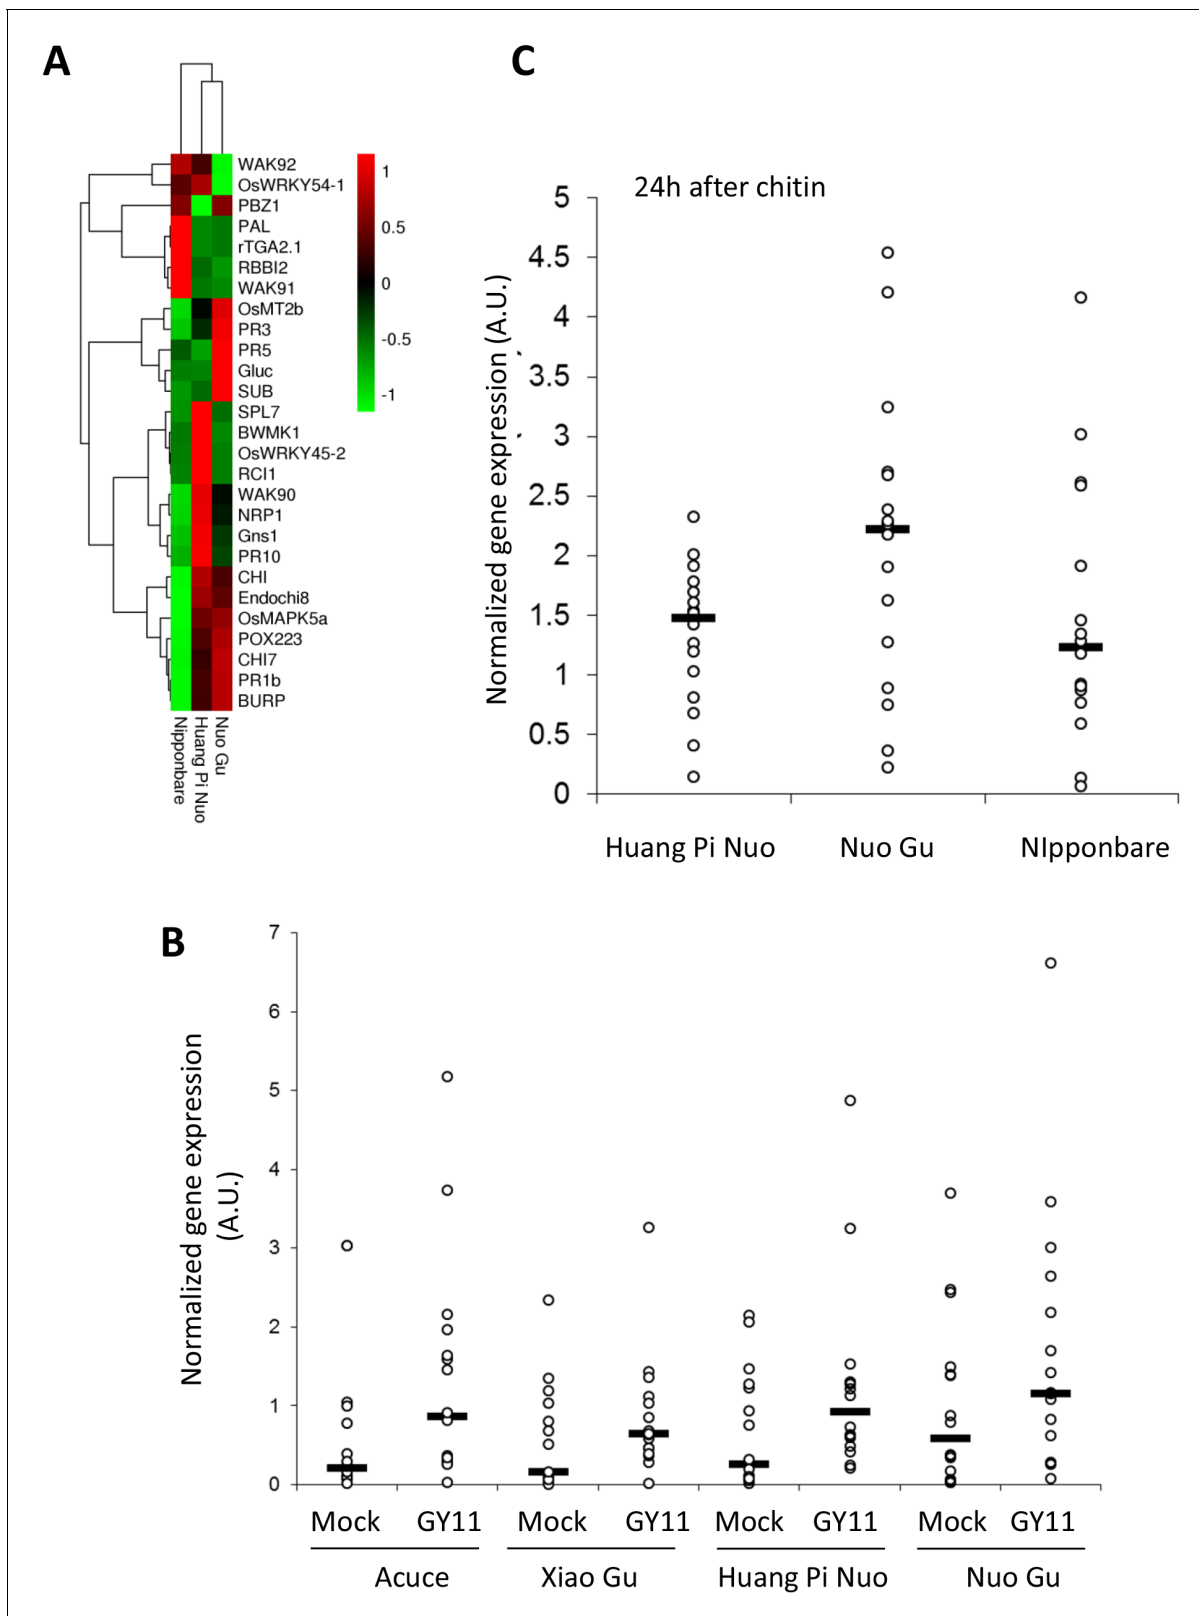 A
WAK92
OsWRKY54-1
PBZ1
PAL
rTGA2.1
RBBI2
WAK91
OsMT2b
PR3
PR5
Gluc
SUB
SPL7
BWMK1
OsWRKY45-2
RCI1
WAK90
NRP1
Gns1
PR10
CHI
Endochi8
OsMAPK5a
POX223
CHI7
PR1b
BURP
1
0.5
0
-0.5
-1
Nipponbare
Huang Pi Nuo
Nuo Gu
C
24h after chitin
Normalized gene expression (A.U.)
5
4.5
4
3.5
3
2.5
2
1.5
1
0.5
0
Huang Pi Nuo Nuo Gu NIpponbare
B
Normalized gene expression
(A.U.)
7
6
5
4
3
2
1
0
Mock GY11 Mock GY11 Mock GY11 Mock GY11
Acuce Xiao Gu Huang Pi Nuo Nuo Gu